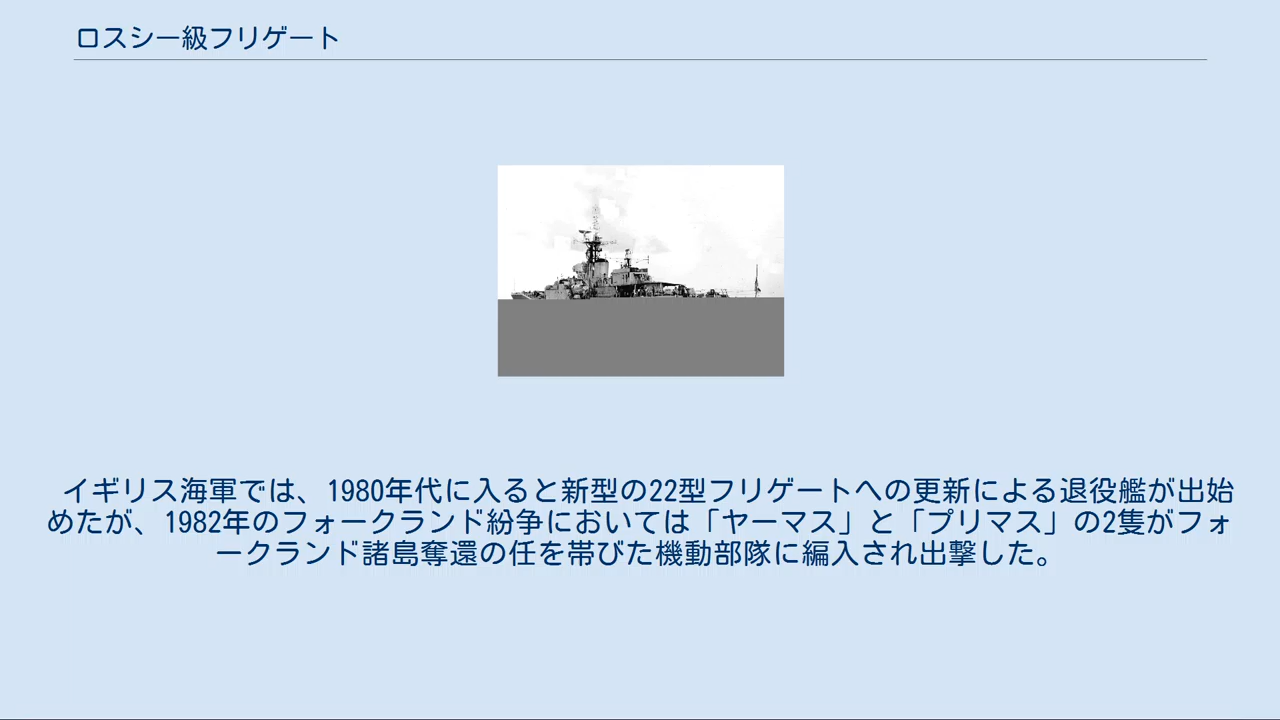 ロスシー級フリゲート
イギリス海軍では、1980年代に入ると新型の22型フリゲートへの更新による退役艦が出始
めたが、1982年のフォークランド紛争においては「ヤーマス」と「プリマス」の2隻がフォ
ークランド諸島奪還の任を帯びた機動部隊に編入され出撃した。